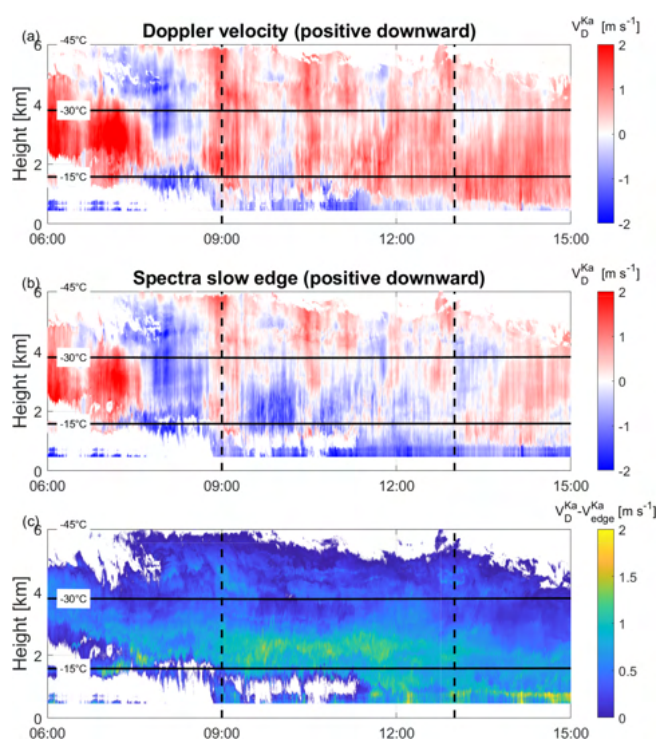 (a) Doppler velocity (positive downward) V_D^Ka [m s⁻¹]
6 -45°C 2
4 -30°C 1
Height [km] 0
2 -15°C -1
0 -2
06:00 09:00 12:00 15:00
(b) Spectra slow edge (positive downward) V_D^Ka [m s⁻¹]
6 -45°C 2
4 -30°C 1
Height [km] 0
2 -15°C -1
0 -2
06:00 09:00 12:00 15:00
(c) V_D^Ka-V_edge^Ka [m s⁻¹]
6 -45°C 2
4 -30°C 1.5
Height [km] 1
2 -15°C 0.5
0 0
06:00 09:00 12:00 15:00